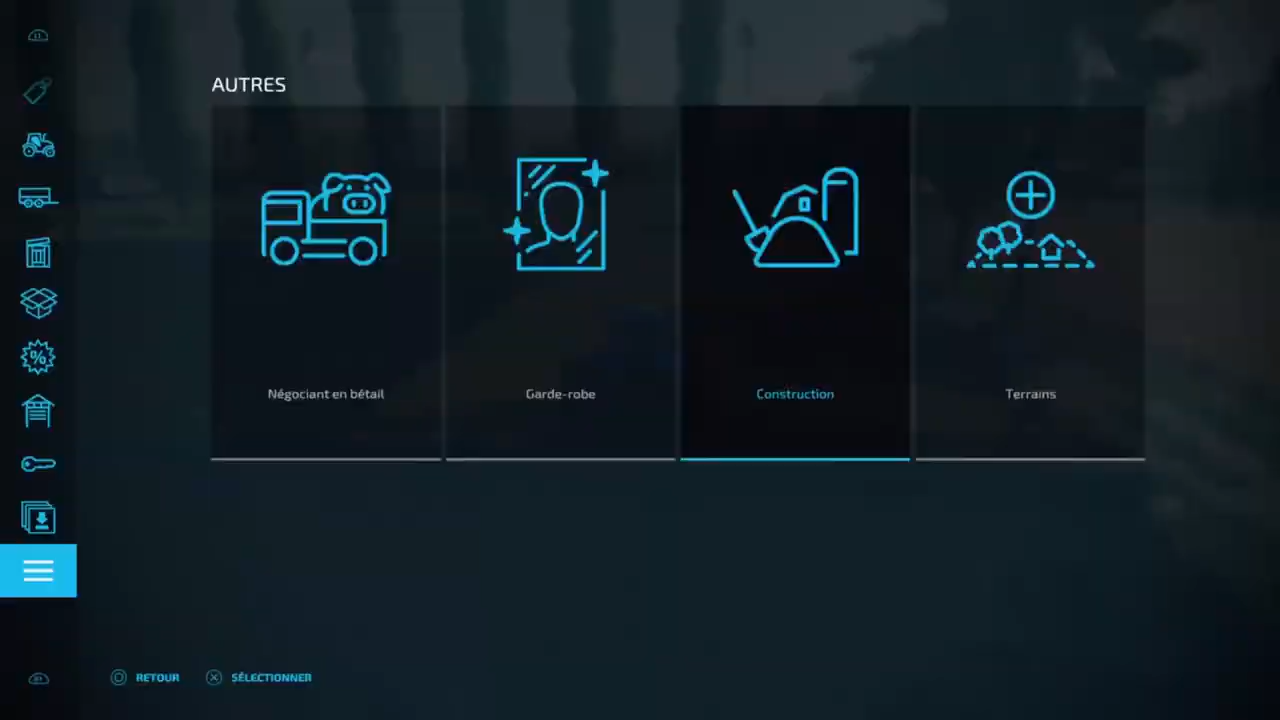 AUTRES
Négociant en bétail
Garde-robe
Construction
Terrains
%
RETOUR
SÉLECTIONNER